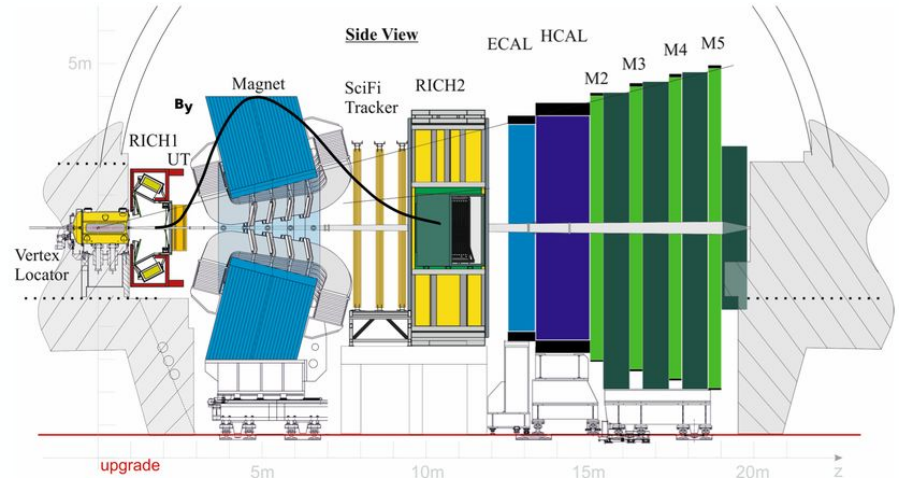 Side View
ECAL
HCAL
M2
M3
M4
M5
5m
By
Magnet
SciFi
Tracker
RICH2
RICH1
UT
Vertex
Locator
upgrade
5m
10m
15m
20m
z